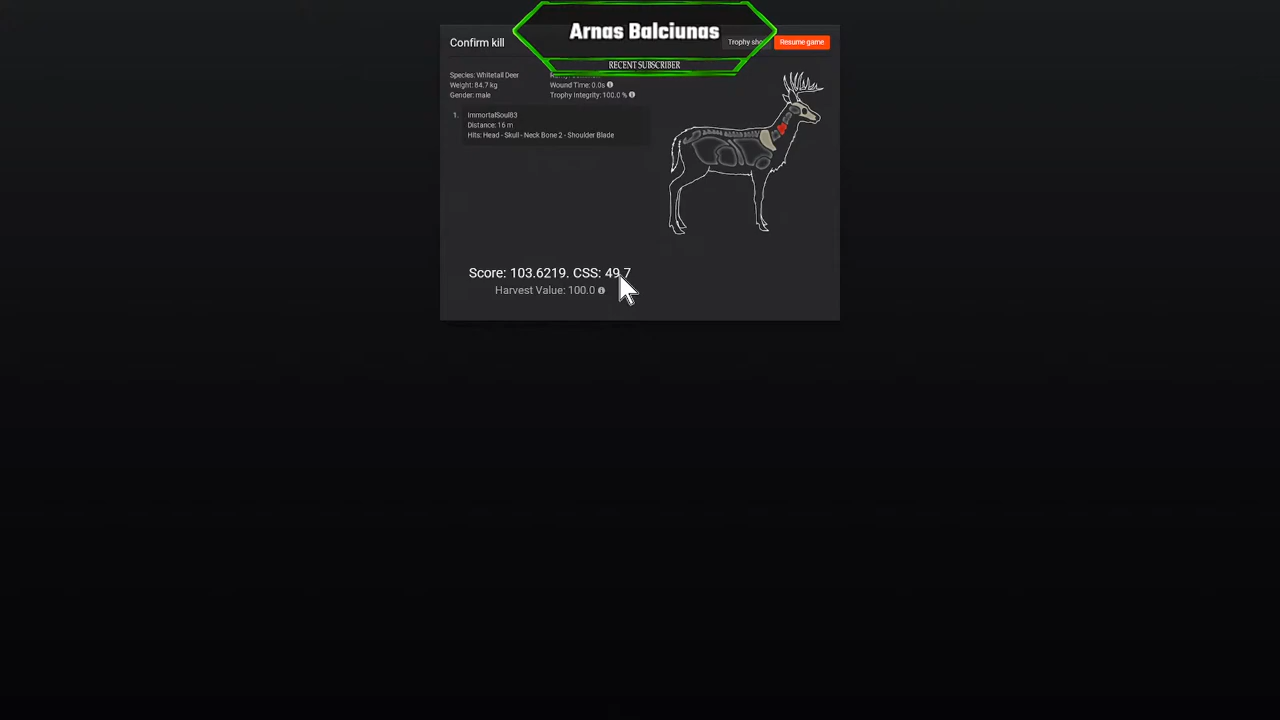 Arnas Balciunas
RECENT SUBSCRIBER
Confirm kill
Trophy
Resume game
Species: Whitetail Deer
Weight: 84.7 kg
Gender: male
Wound Time: 0.0s
Trophy Integrity: 100.0 %
1. ImmortalSoul83
Distance: 16 m
Hits: Head - Skull - Neck Bone 2 - Shoulder Blade
Score: 103.6219. CSS: 49.7
Harvest Value: 100.0